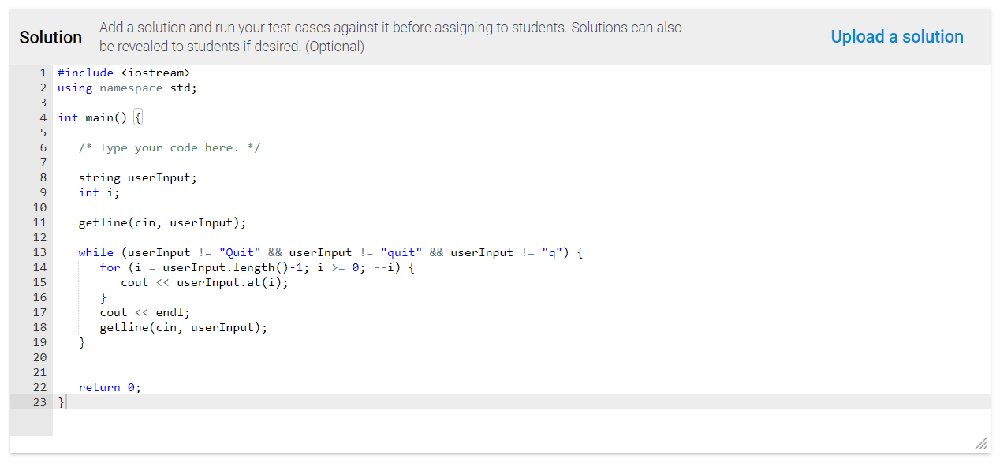 Solution
Add a solution and run your test cases against it before assigning to students. Solutions can also
be revealed to students if desired. (Optional)
Upload a solution
1 #include <iostream>
2 using namespace std;
3
4 int main() {
5
6    /* Type your code here. */
7
8    string userInput;
9    int i;
10
11    getline(cin, userInput);
12
13    while (userInput != "Quit" && userInput != "quit" && userInput != "q") {
14       for (i = userInput.length()-1; i >= 0; --i) {
15          cout << userInput.at(i);
16       }
17       cout << endl;
18       getline(cin, userInput);
19    }
20
21
22    return 0;
23 }